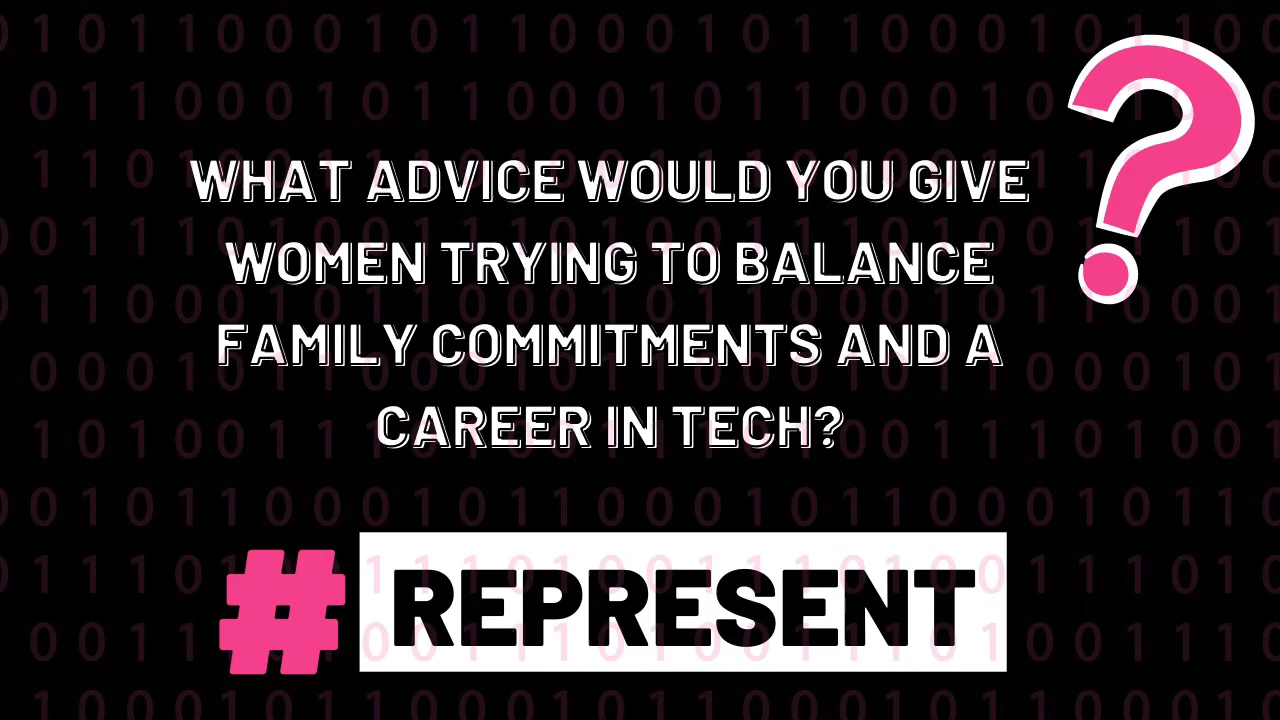 WHAT ADVICE WOULD YOU GIVE
WOMEN TRYING TO BALANCE
FAMILY COMMITMENTS AND A
CAREER IN TECH?
?
#REPRESENT